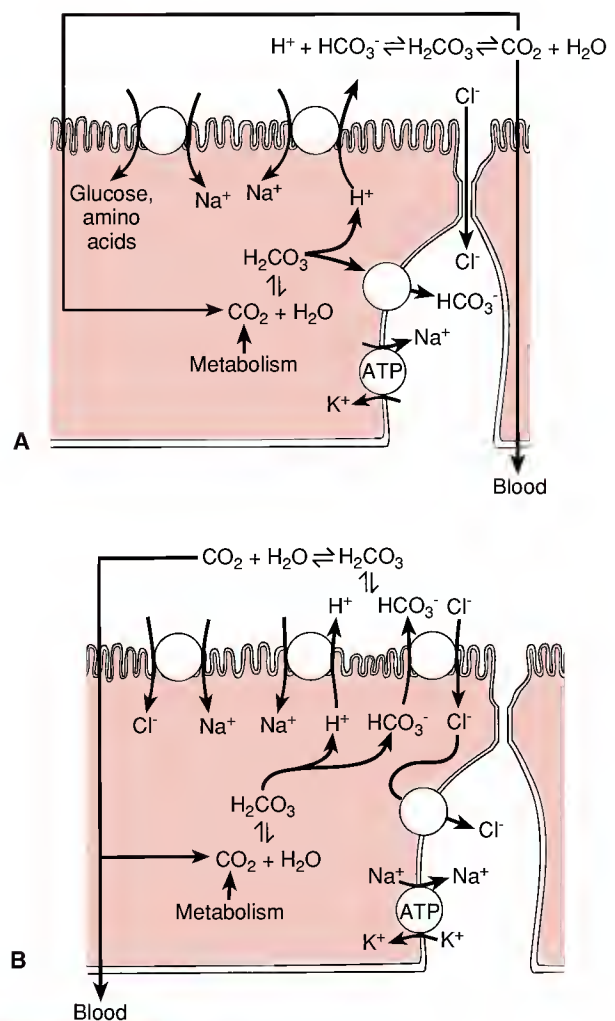 H⁺ + HCO₃⁻ ⇌ H₂CO₃ ⇌ CO₂ + H₂O
Cl⁻
Glucose,
amino
acids
Na⁺
Na⁺
H⁺
Cl⁻
H₂CO₃
⇌
HCO₃⁻
CO₂ + H₂O
Na⁺
Metabolism
ATP
K⁺
A
Blood
CO₂ + H₂O ⇌ H₂CO₃
⇌
H⁺ HCO₃⁻ Cl⁻
Cl⁻ Na⁺ Na⁺ H⁺ HCO₃⁻ Cl⁻
H₂CO₃
⇌
Cl⁻
CO₂ + H₂O
Na⁺ Na⁺
Metabolism
ATP
K⁺ K⁺
B
Blood